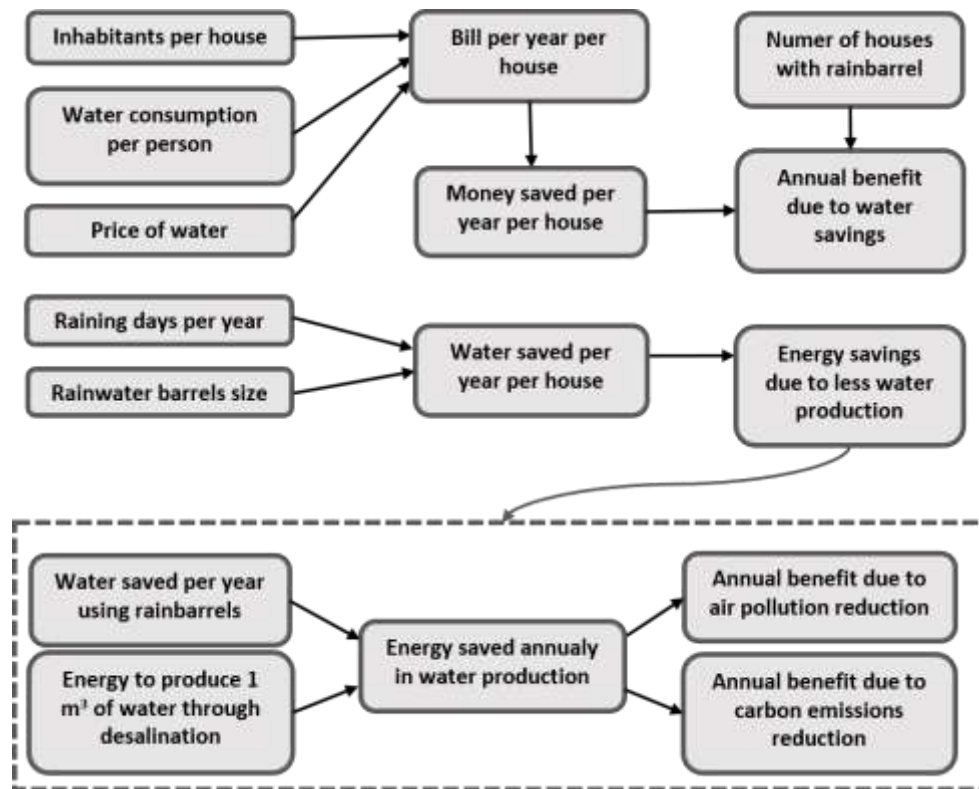 Inhabitants per house
Bill per year per
house
Numer of houses
with rainbarrel
Water consumption
per person
Money saved per
year per house
Annual benefit
due to water
savings
Price of water
Raining days per year
Water saved per
year per house
Energy savings
due to less water
production
Rainwater barrels size
Water saved per year
using rainbarrels
Annual benefit due to
air pollution reduction
Energy saved annualy
in water production
Energy to produce 1
m³ of water through
desalination
Annual benefit due to
carbon emissions
reduction